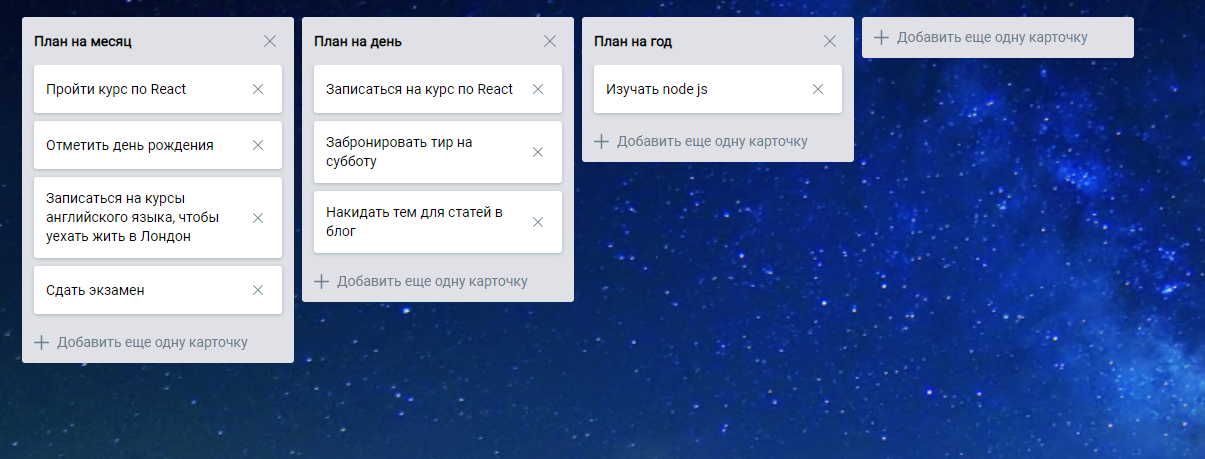 План на месяц
Пройти курс по React
Отметить день рождения
Записаться на курсы
английского языка, чтобы
уехать жить в Лондон
Сдать экзамен
Добавить еще одну карточку
План на день
Записаться на курс по React
Забронировать тир на
субботу
Накидать тем для статей в
блог
Добавить еще одну карточку
План на год
Изучать node js
Добавить еще одну карточку
Добавить еще одну карточку